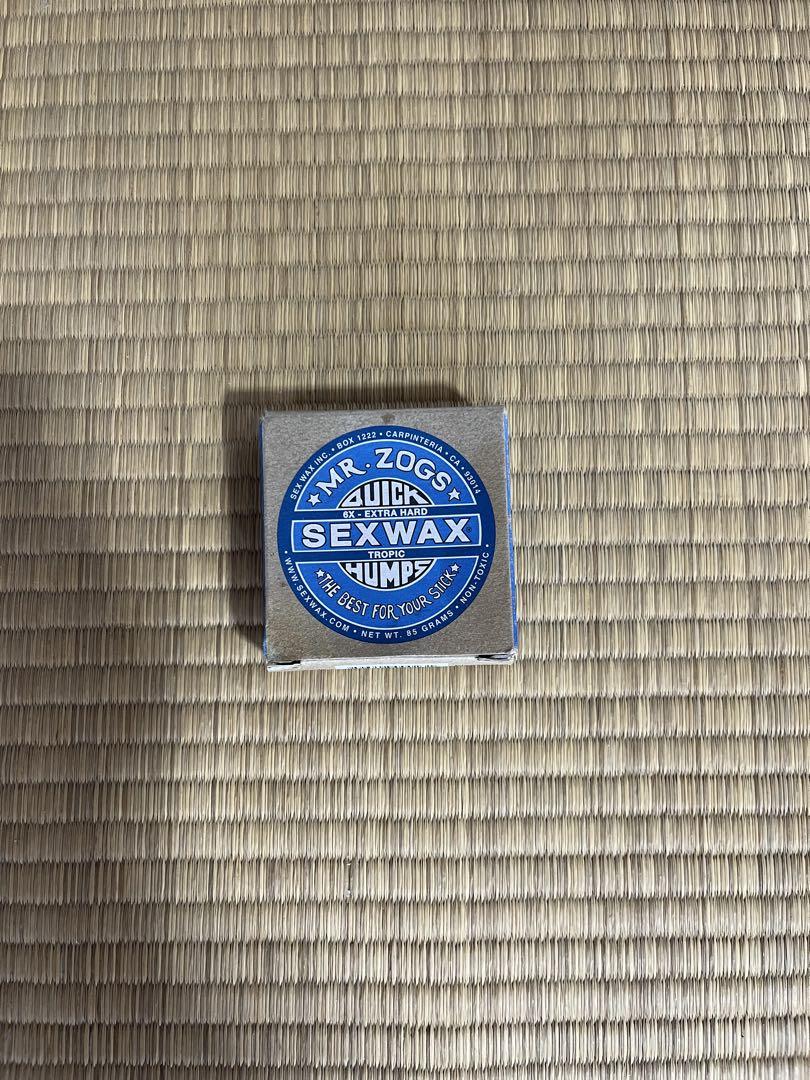 SEX WAX INC. • BOX 1222 • CARPINTERIA • CA • 93014
MR. ZOGS
QUICK
6X - EXTRA HARD
SEXWAX®
TROPIC
HUMPS
THE BEST FOR YOUR STICK
• WWW.SEXWAX.COM • NET WT. 85 GRAMS • NON-TOXIC •